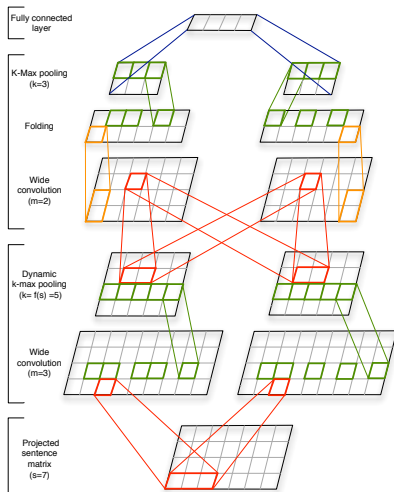 Fully connected
layer
K-Max pooling
(k=3)
Folding
Wide
convolution
(m=2)
Dynamic
k-max pooling
(k= f(s) =5)
Wide
convolution
(m=3)
Projected
sentence
matrix
(s=7)